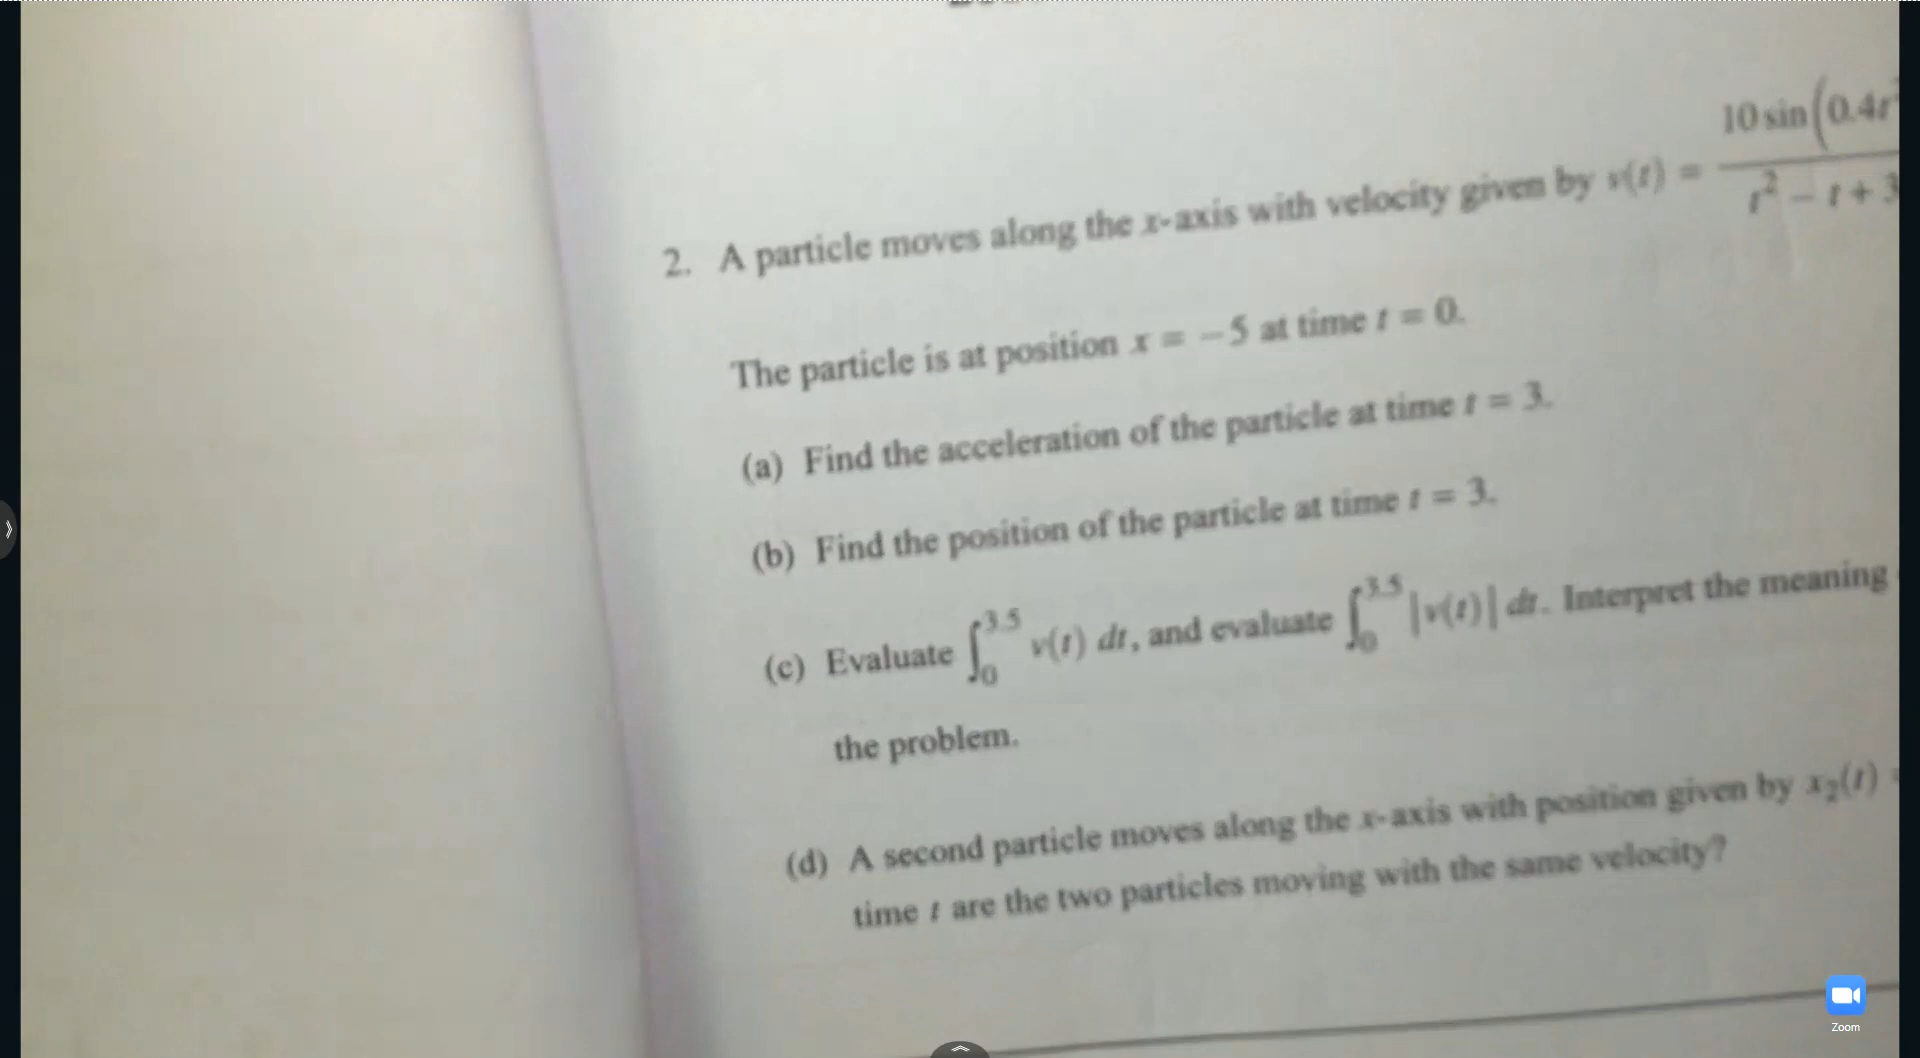 2. A particle moves along the x-axis with velocity given by v(t) = 10 sin(0.4t² / t² − t + 3
The particle is at position x = −5 at time t = 0.
(a) Find the acceleration of the particle at time t = 3.
(b) Find the position of the particle at time t = 3.
(c) Evaluate ∫₀^3.5 v(t) dt, and evaluate ∫₀^3.5 |v(t)| dt. Interpret the meaning
the problem.
(d) A second particle moves along the x-axis with position given by x₂(t) =
time t are the two particles moving with the same velocity?
Zoom